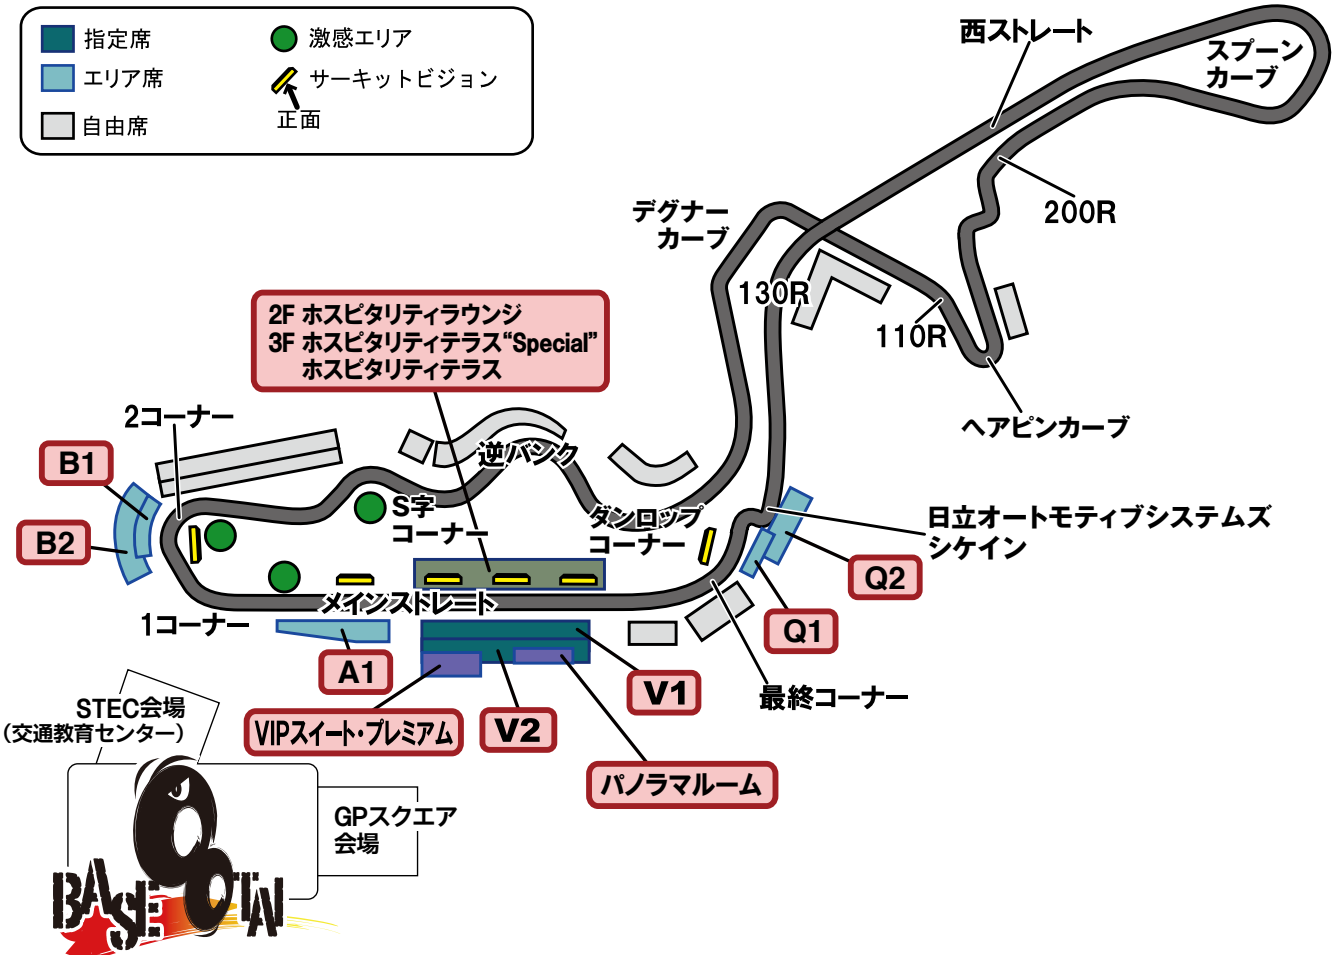 指定席
エリア席
自由席
激感エリア
サーキットビジョン
正面
西ストレート
スプーン
カーブ
200R
デグナー
カーブ
130R
110R
ヘアピンカーブ
2F ホスピタリティラウンジ
3F ホスピタリティテラス“Special”
ホスピタリティテラス
2コーナー
B1
B2
逆バンク
S字
コーナー
ダンロップ
コーナー
日立オートモティブシステムズ
シケイン
Q2
Q1
メインストレート
1コーナー
A1
V1
最終コーナー
VIPスイート・プレミアム
V2
パノラマルーム
STEC会場
（交通教育センター）
GPスクエア
会場
BASE 8TAI